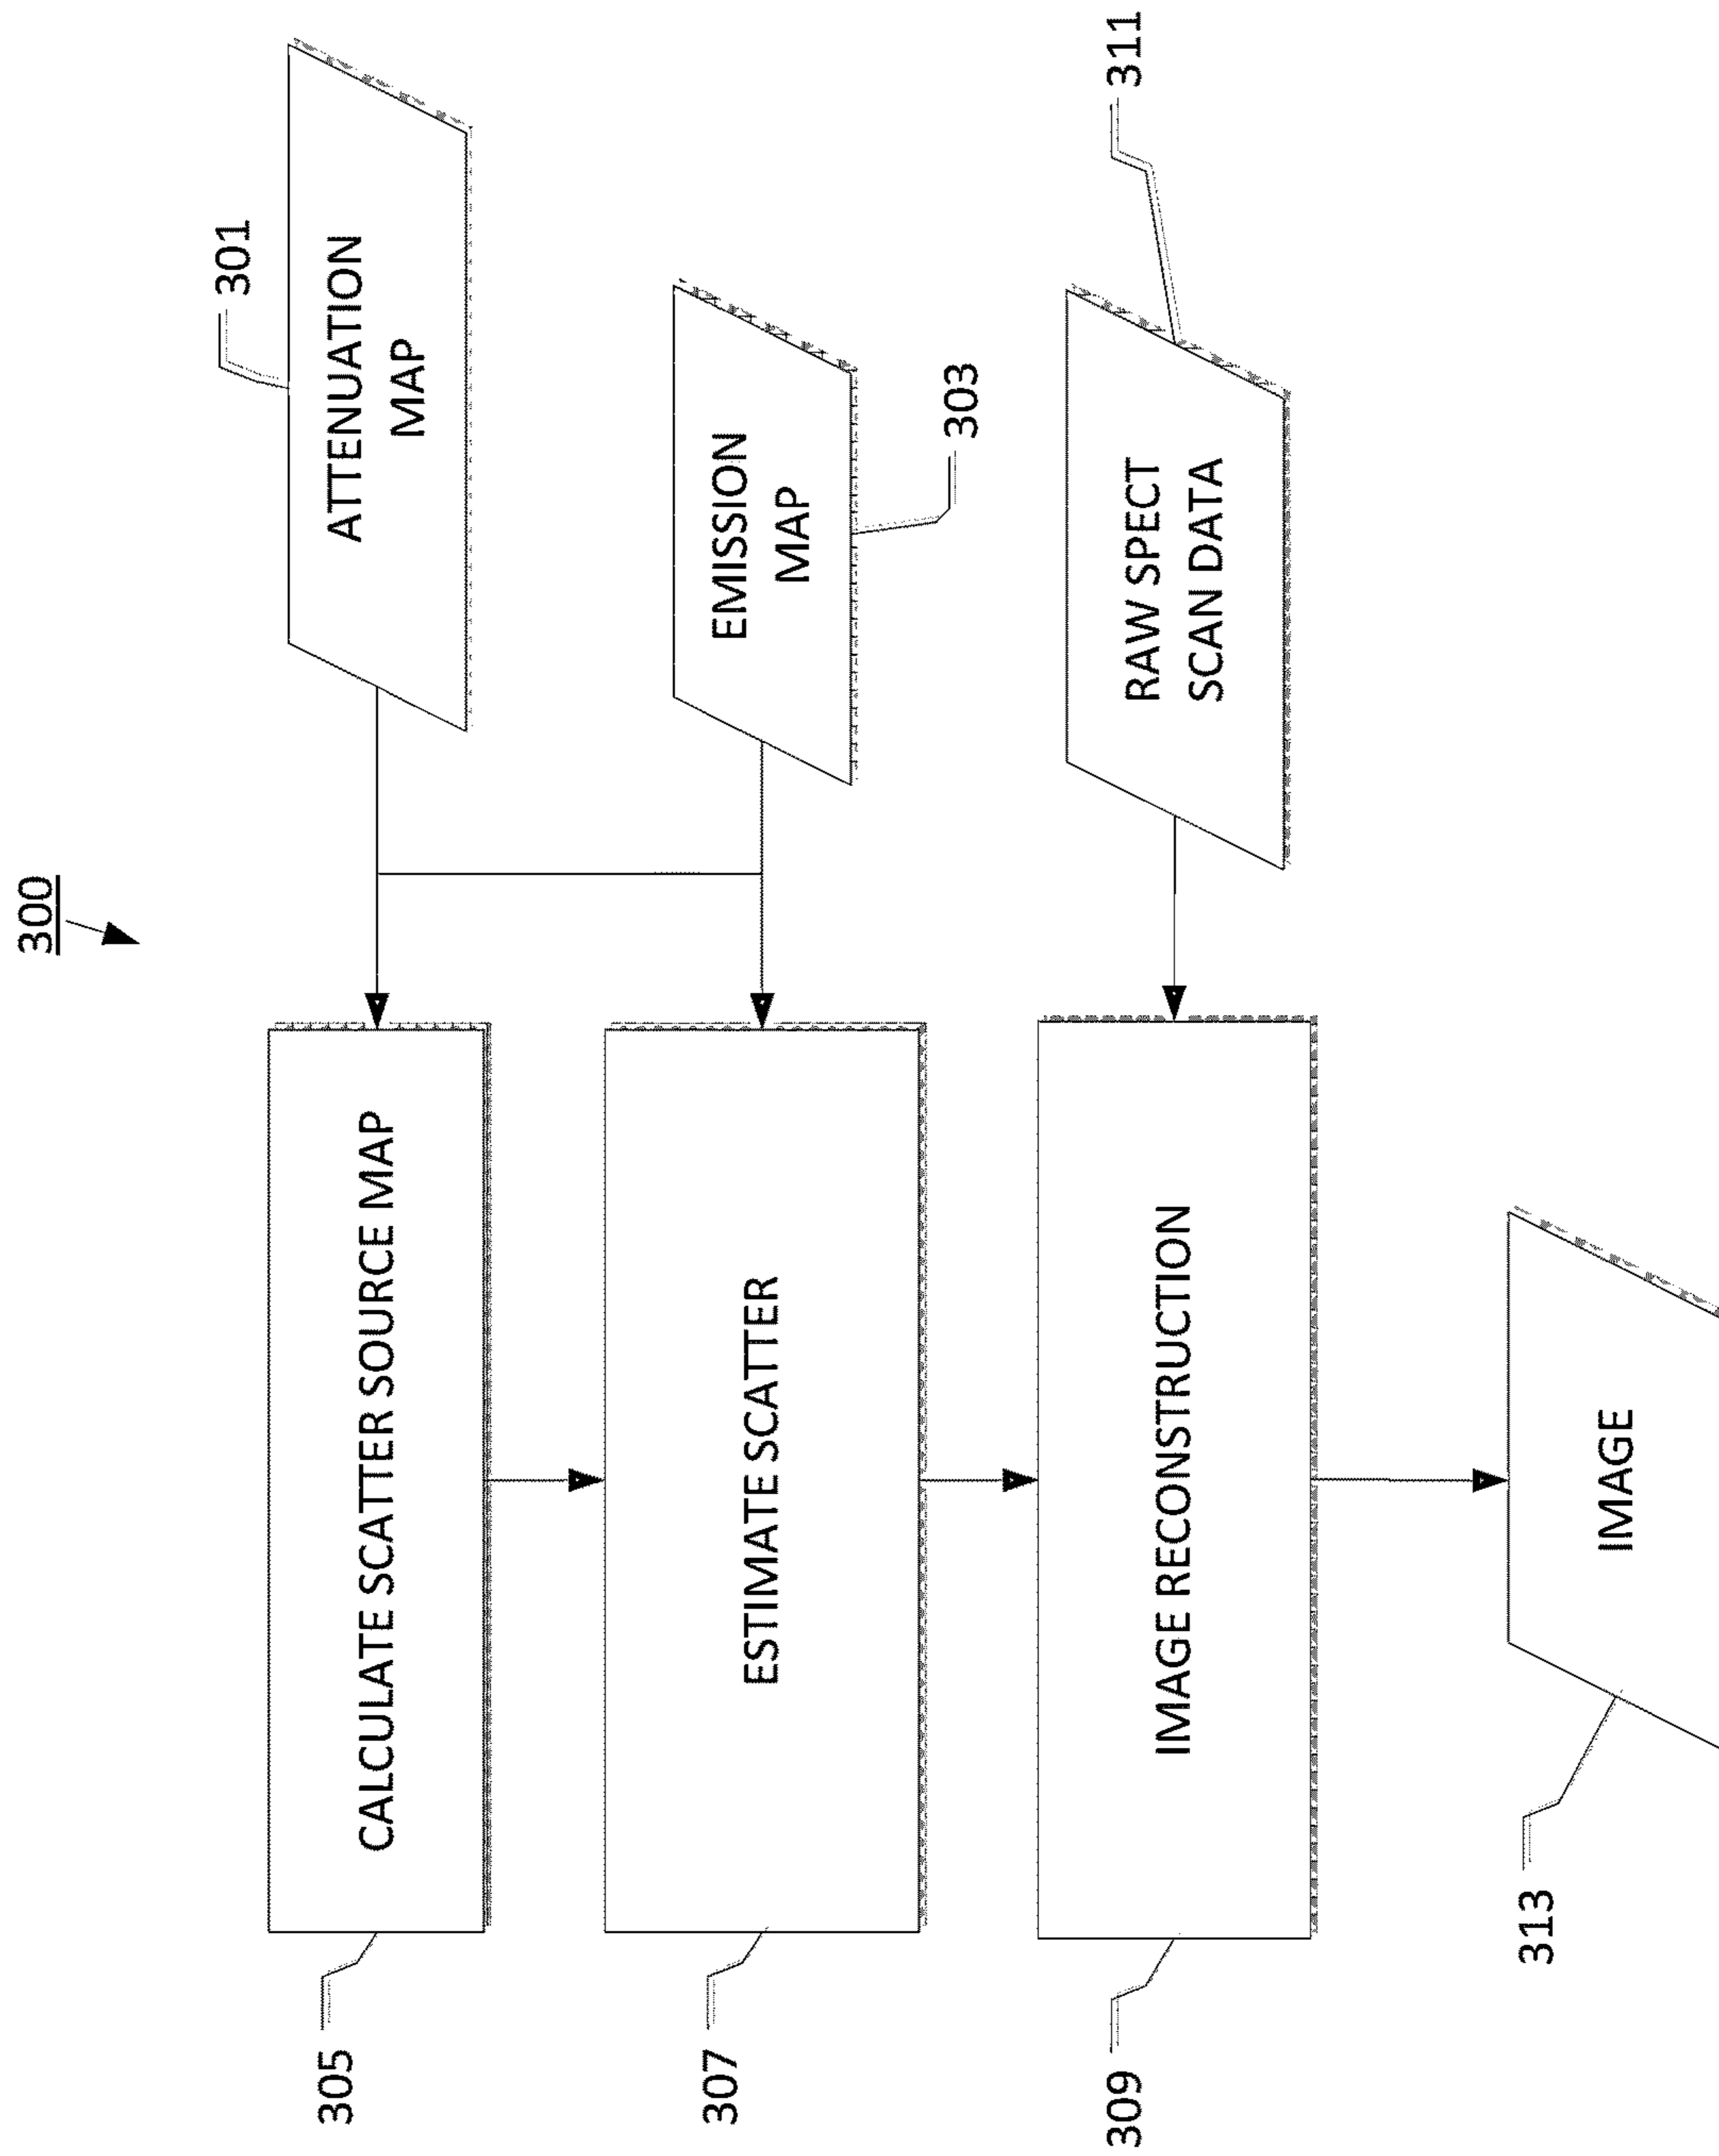 300
301
ATTENUATION
MAP
305
CALCULATE SCATTER SOURCE MAP
EMISSION
MAP
303
307
ESTIMATE SCATTER
311
RAW SPECT
SCAN DATA
309
IMAGE RECONSTRUCTION
313
IMAGE